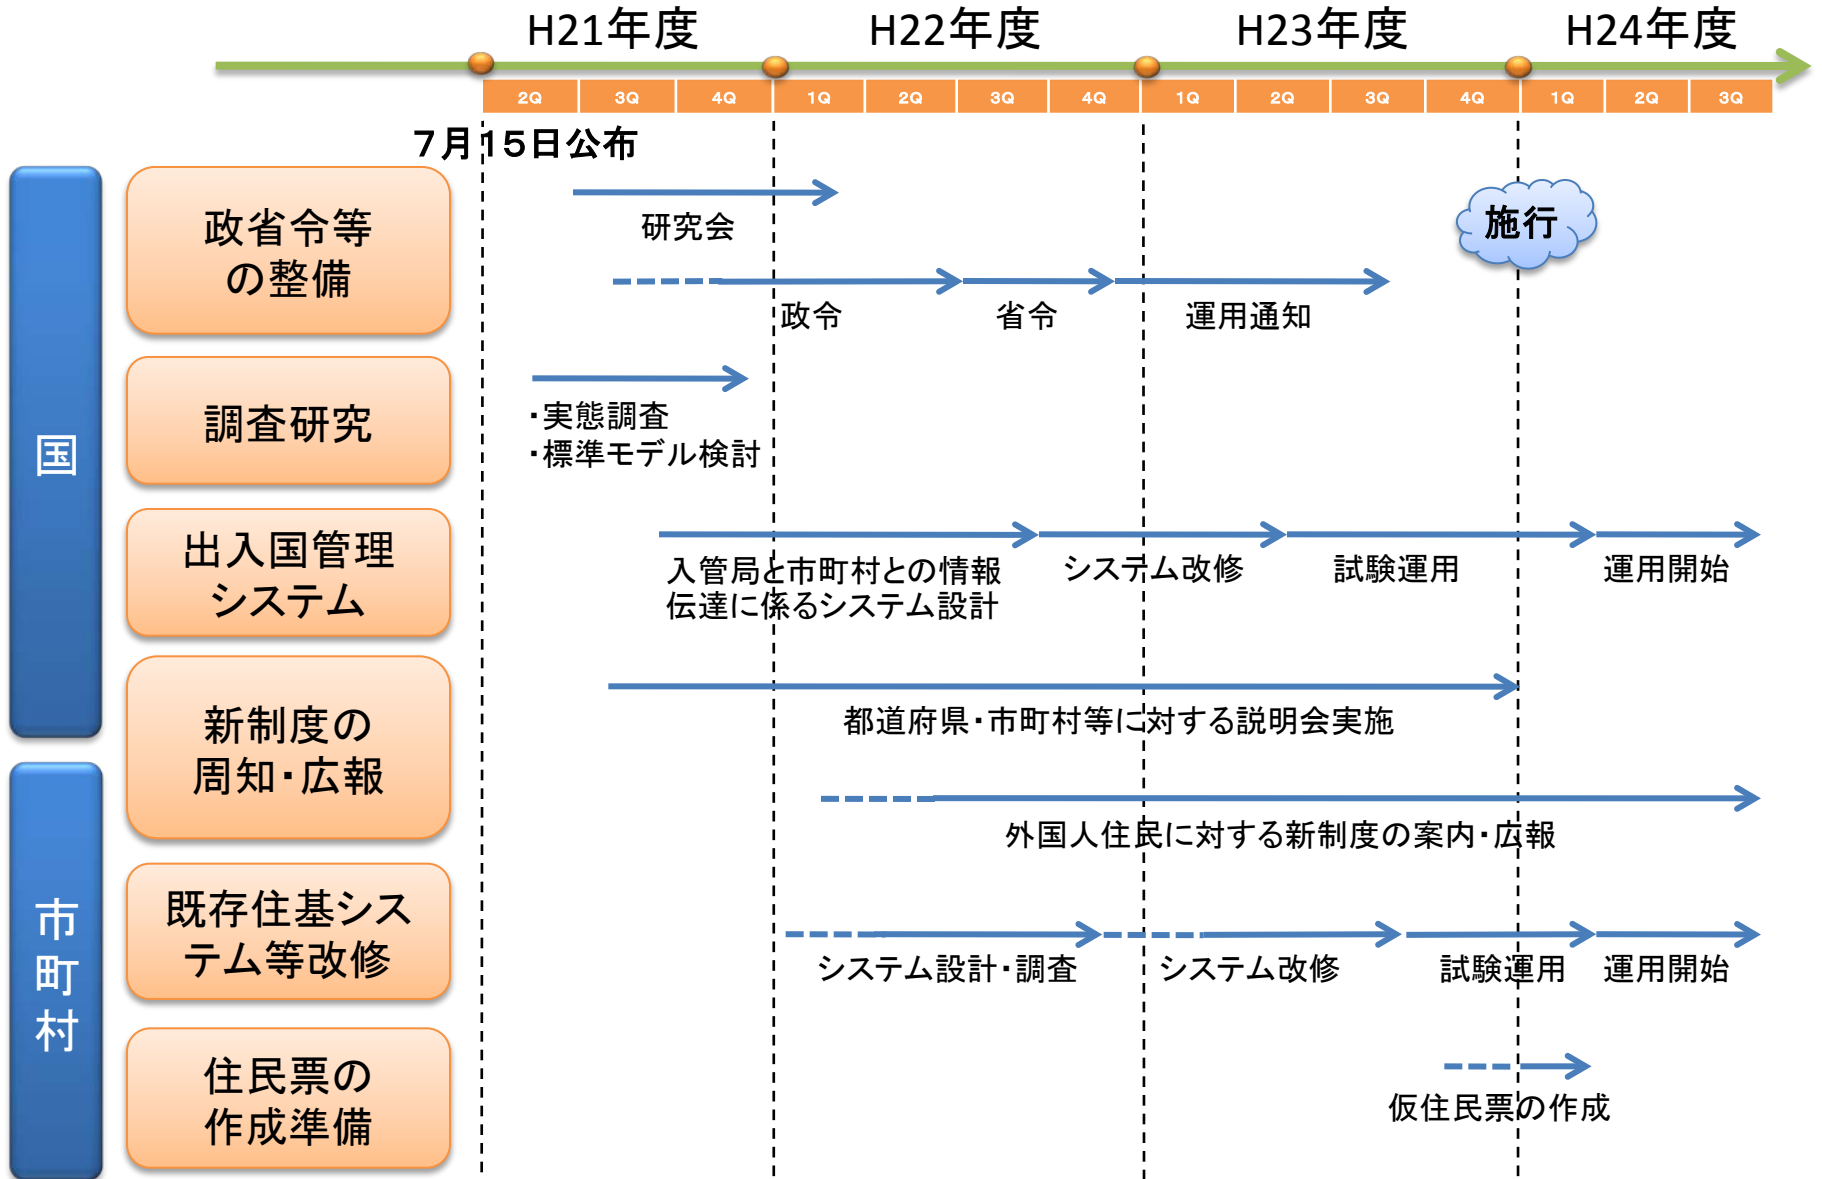 H21年度 H22年度 H23年度 H24年度
2Q 3Q 4Q 1Q 2Q 3Q 4Q 1Q 2Q 3Q 4Q 1Q 2Q 3Q
7月15日公布
国
政省令等
の整備
研究会
施行
政令 省令 運用通知
調査研究
・実態調査
・標準モデル検討
出入国管理
システム
入管局と市町村との情報
伝達に係るシステム設計
システム改修 試験運用 運用開始
新制度の
周知・広報
都道府県・市町村等に対する説明会実施
外国人住民に対する新制度の案内・広報
市
町
村
既存住基シス
テム等改修
システム設計・調査 システム改修 試験運用 運用開始
住民票の
作成準備
仮住民票の作成